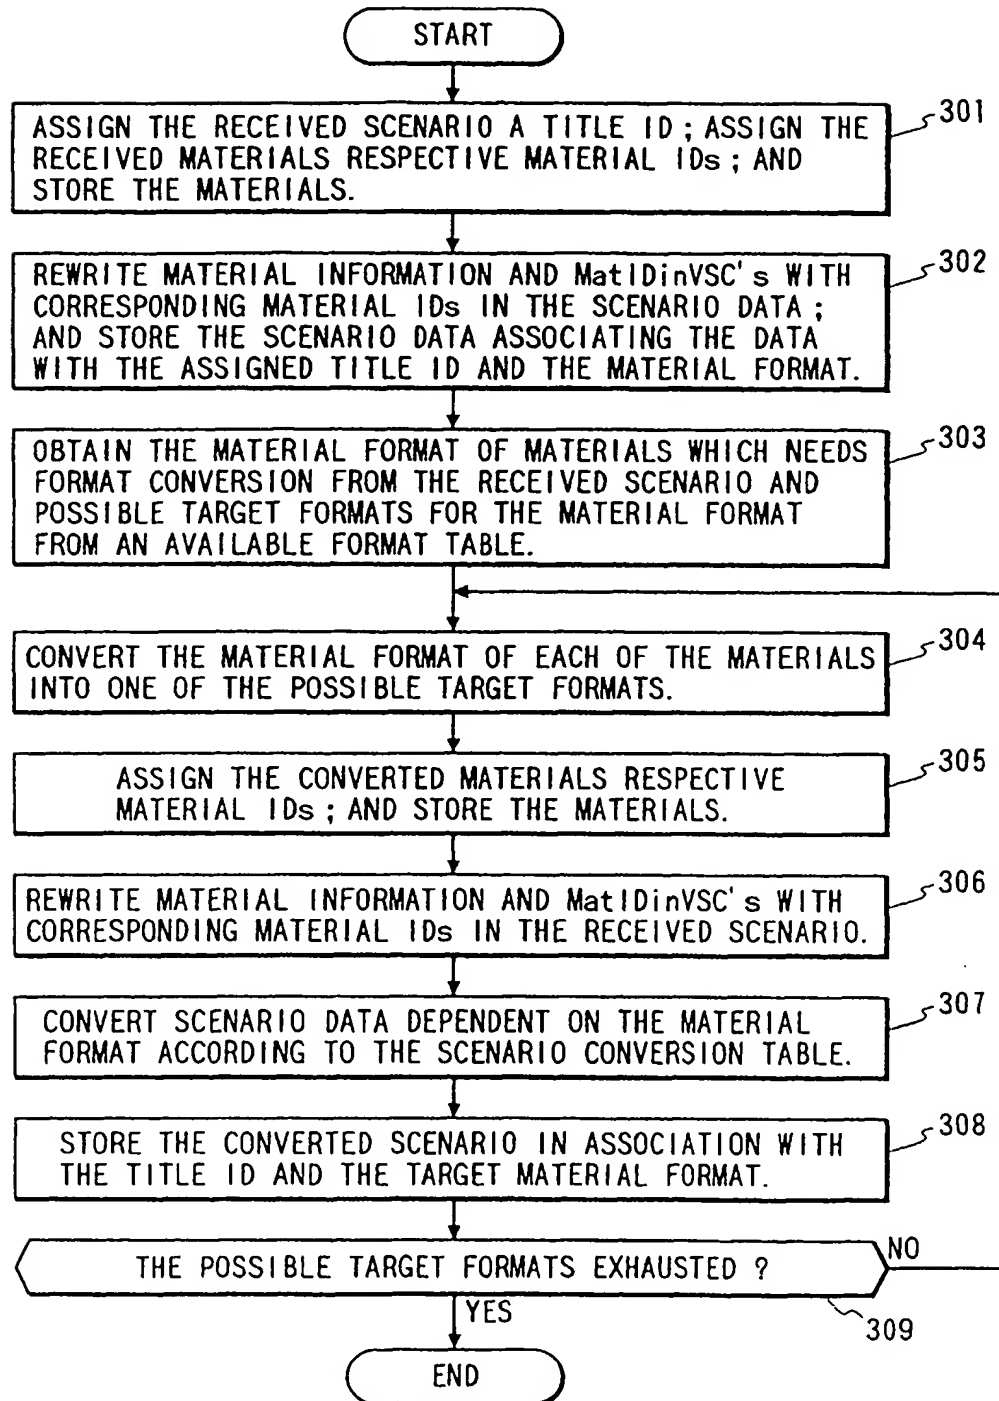 START
301
ASSIGN THE RECEIVED SCENARIO A TITLE ID; ASSIGN THE
RECEIVED MATERIALS RESPECTIVE MATERIAL IDs; AND
STORE THE MATERIALS.
302
REWRITE MATERIAL INFORMATION AND MatIDinVSC's WITH
CORRESPONDING MATERIAL IDs IN THE SCENARIO DATA;
AND STORE THE SCENARIO DATA ASSOCIATING THE DATA
WITH THE ASSIGNED TITLE ID AND THE MATERIAL FORMAT.
303
OBTAIN THE MATERIAL FORMAT OF MATERIALS WHICH NEEDS
FORMAT CONVERSION FROM THE RECEIVED SCENARIO AND
POSSIBLE TARGET FORMATS FOR THE MATERIAL FORMAT
FROM AN AVAILABLE FORMAT TABLE.
304
CONVERT THE MATERIAL FORMAT OF EACH OF THE MATERIALS
INTO ONE OF THE POSSIBLE TARGET FORMATS.
305
ASSIGN THE CONVERTED MATERIALS RESPECTIVE
MATERIAL IDs; AND STORE THE MATERIALS.
306
REWRITE MATERIAL INFORMATION AND MatIDinVSC's WITH
CORRESPONDING MATERIAL IDs IN THE RECEIVED SCENARIO.
307
CONVERT SCENARIO DATA DEPENDENT ON THE MATERIAL
FORMAT ACCORDING TO THE SCENARIO CONVERSION TABLE.
308
STORE THE CONVERTED SCENARIO IN ASSOCIATION WITH
THE TITLE ID AND THE TARGET MATERIAL FORMAT.
THE POSSIBLE TARGET FORMATS EXHAUSTED ?
NO
YES
309
END